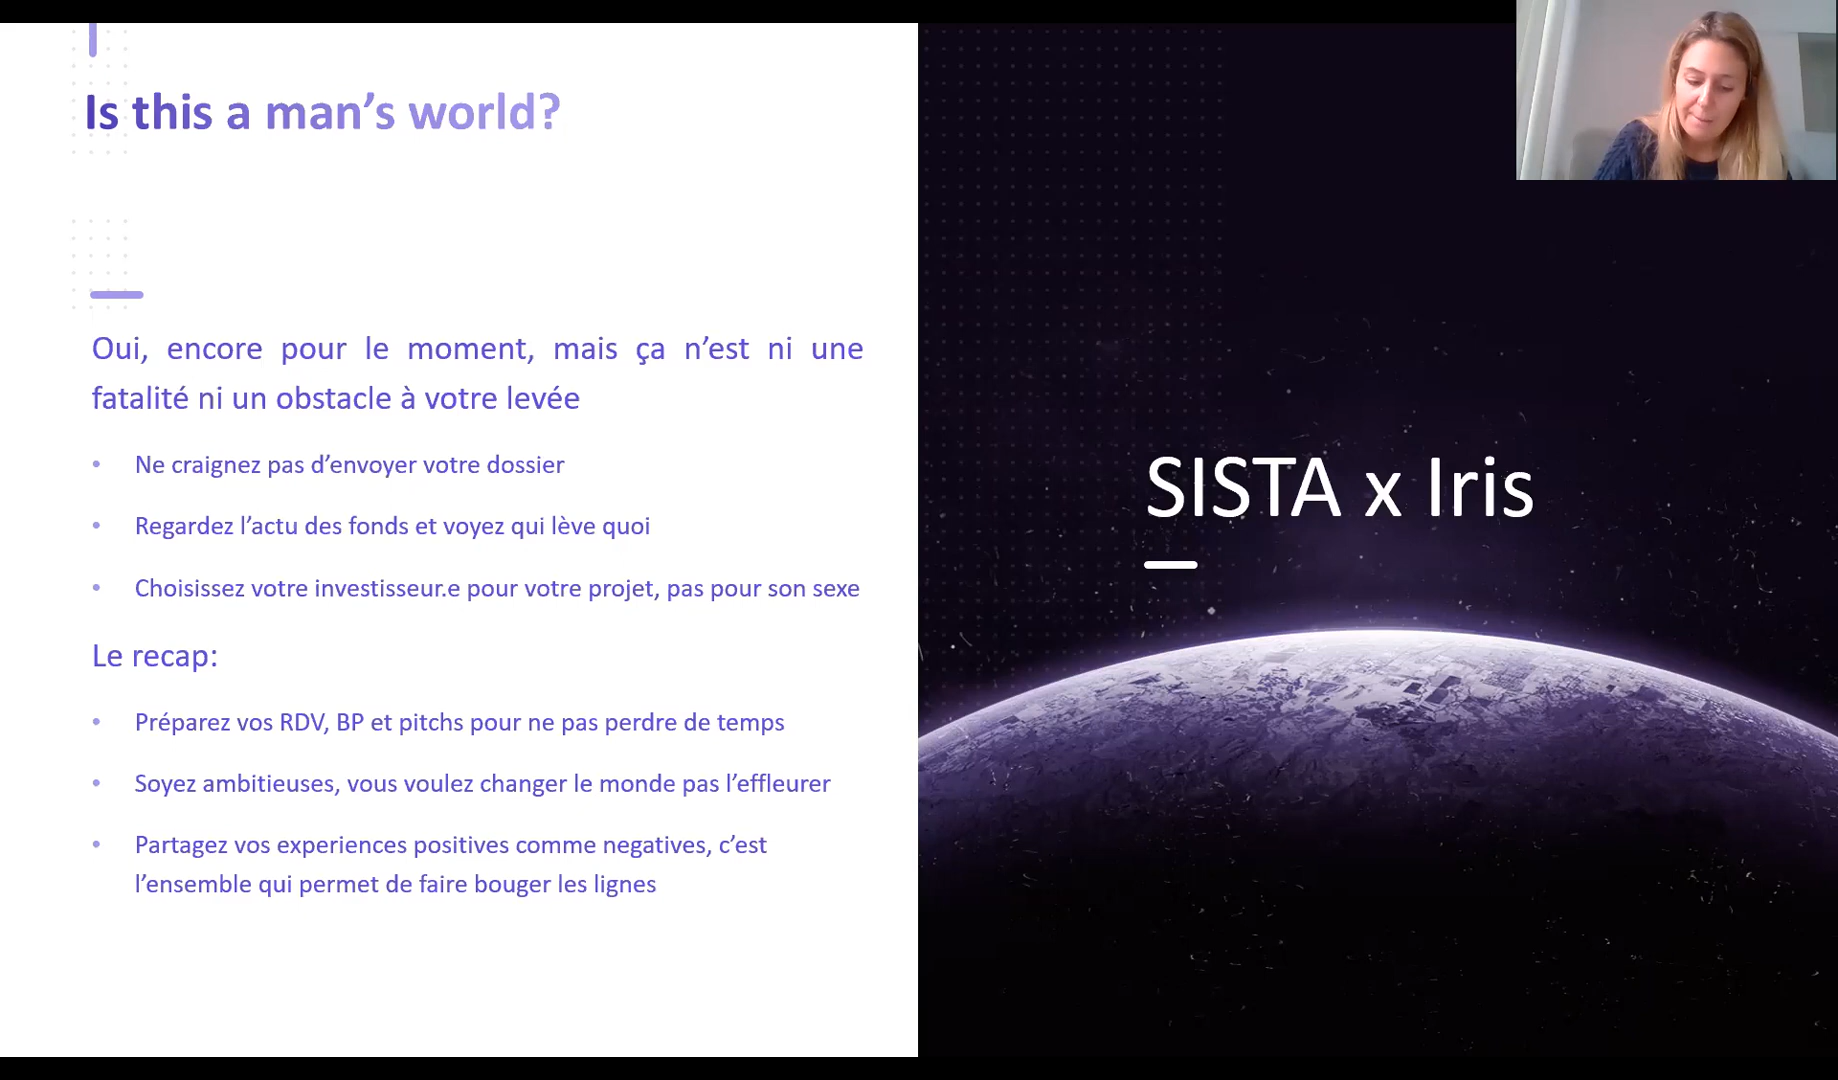 Is this a man’s world?
Oui, encore pour le moment, mais ça n’est ni une
fatalité ni un obstacle à votre levée
• Ne craignez pas d’envoyer votre dossier
• Regardez l’actu des fonds et voyez qui lève quoi
• Choisissez votre investisseur.e pour votre projet, pas pour son sexe
Le recap:
• Préparez vos RDV, BP et pitchs pour ne pas perdre de temps
• Soyez ambitieuses, vous voulez changer le monde pas l’effleurer
• Partagez vos experiences positives comme negatives, c’est
l’ensemble qui permet de faire bouger les lignes
SISTA x Iris